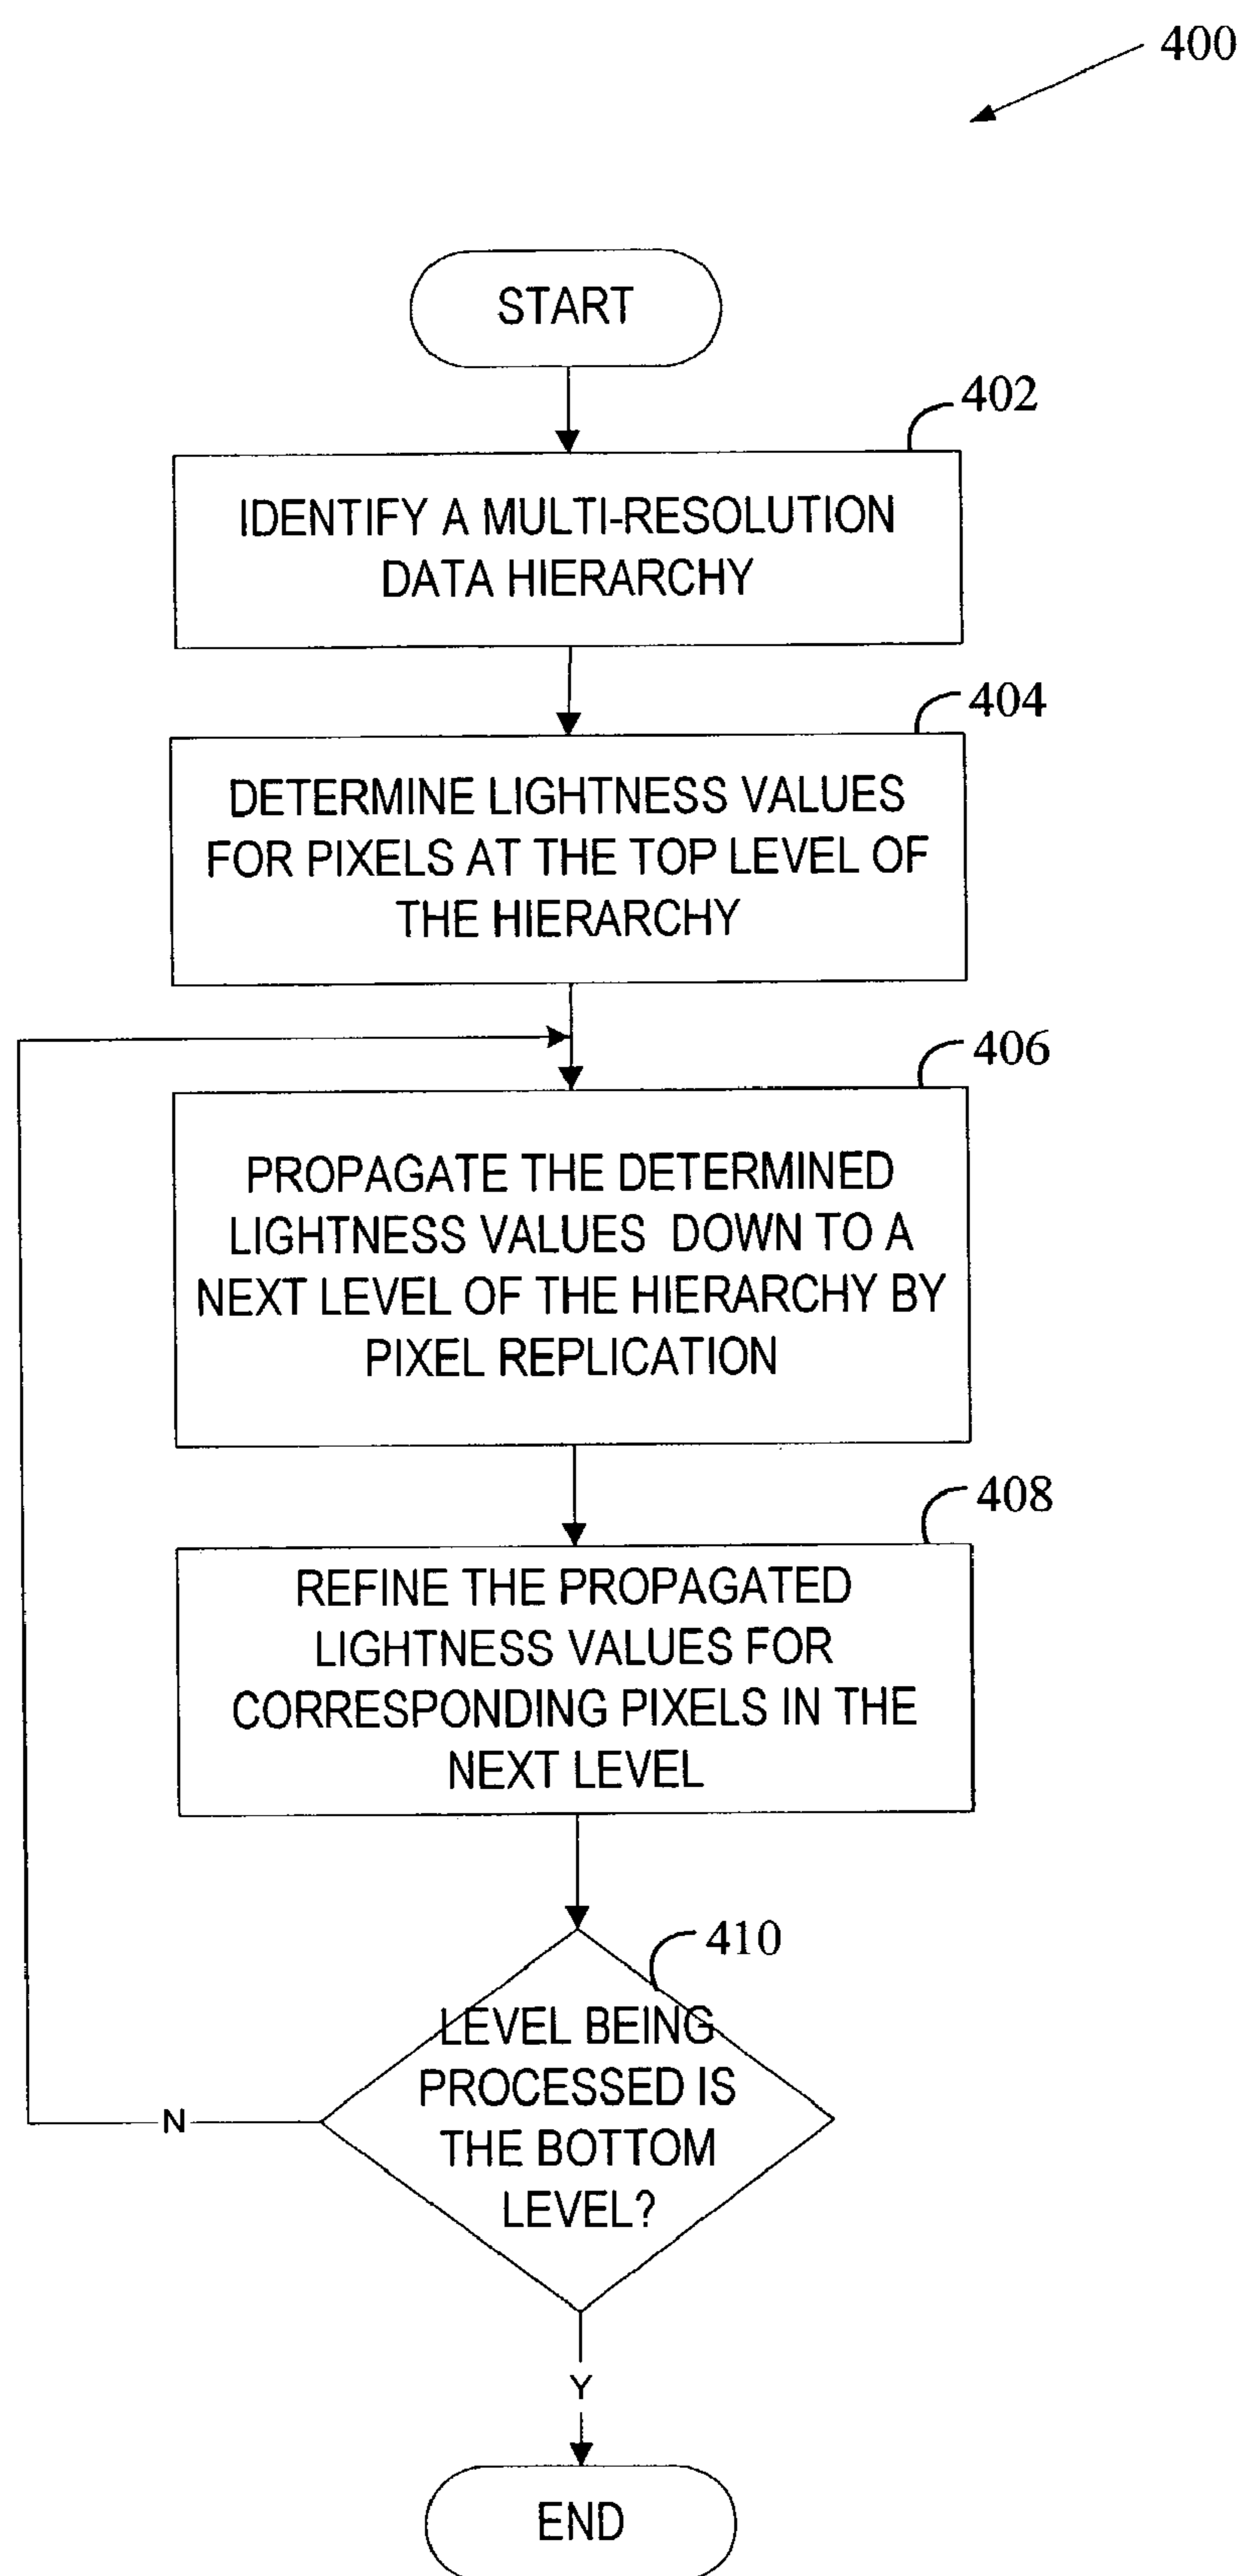 400
START
402
IDENTIFY A MULTI-RESOLUTION
DATA HIERARCHY
404
DETERMINE LIGHTNESS VALUES
FOR PIXELS AT THE TOP LEVEL OF
THE HIERARCHY
406
PROPAGATE THE DETERMINED
LIGHTNESS VALUES DOWN TO A
NEXT LEVEL OF THE HIERARCHY BY
PIXEL REPLICATION
408
REFINE THE PROPAGATED
LIGHTNESS VALUES FOR
CORRESPONDING PIXELS IN THE
NEXT LEVEL
410
LEVEL BEING
PROCESSED IS
THE BOTTOM
LEVEL?
N
Y
END